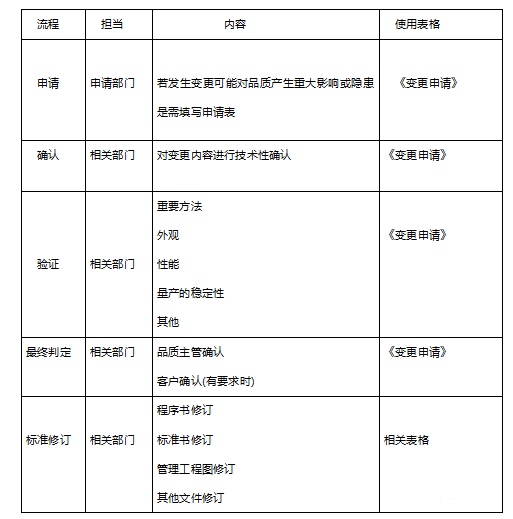 流程 担当 内容 使用表格
申请 申请部门 若发生变更可能对品质产生重大影响或隐患 《变更申请》
是需填写申请表
确认 相关部门 对变更内容进行技术性确认 《变更申请》
重要方法
外观 《变更申请》
验证 相关部门 性能
量产的稳定性
其他
最终判定 相关部门 品质主管确认 《变更申请》
客户确认(有要求时)
程序书修订
标准修订 相关部门 标准书修订 相关表格
管理工程图修订
其他文件修订